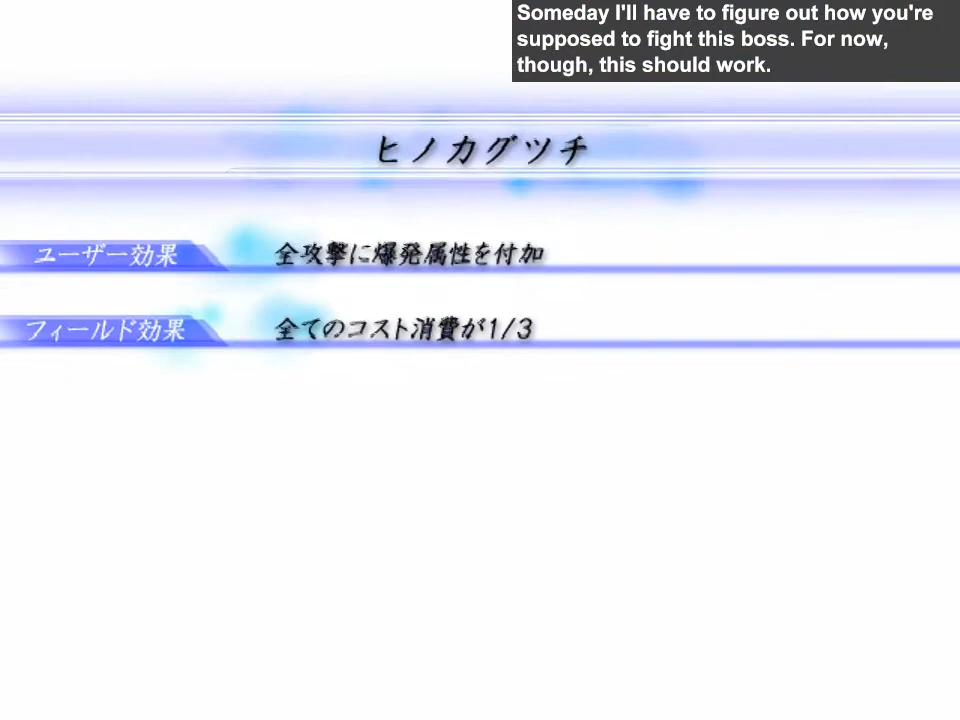 Someday I'll have to figure out how you're
supposed to fight this boss. For now,
though, this should work.
ヒノカグツチ
ユーザー効果 全攻撃に爆発属性を付加
フィールド効果 全てのコスト消費が1/3